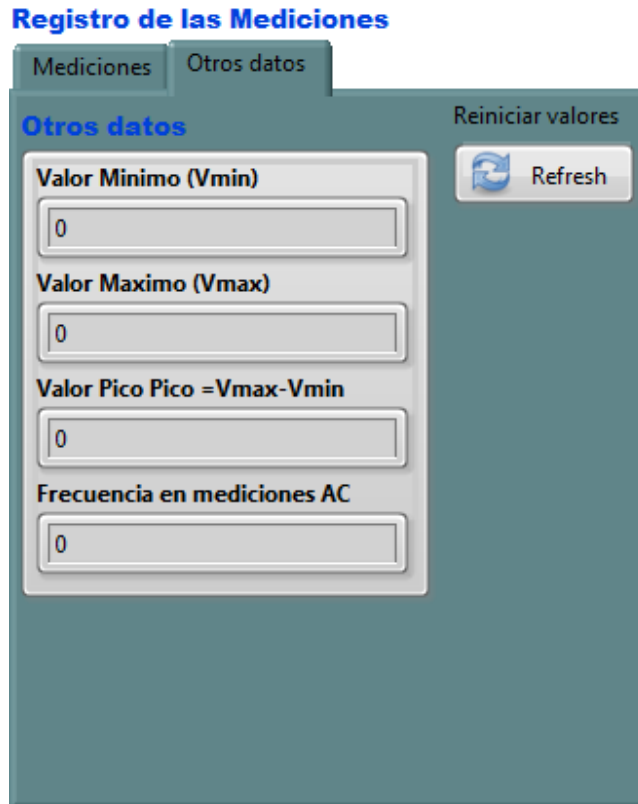 Registro de las Mediciones
Mediciones
Otros datos
Otros datos
Reiniciar valores
Refresh
Valor Minimo (Vmin)
0
Valor Maximo (Vmax)
0
Valor Pico Pico =Vmax-Vmin
0
Frecuencia en mediciones AC
0